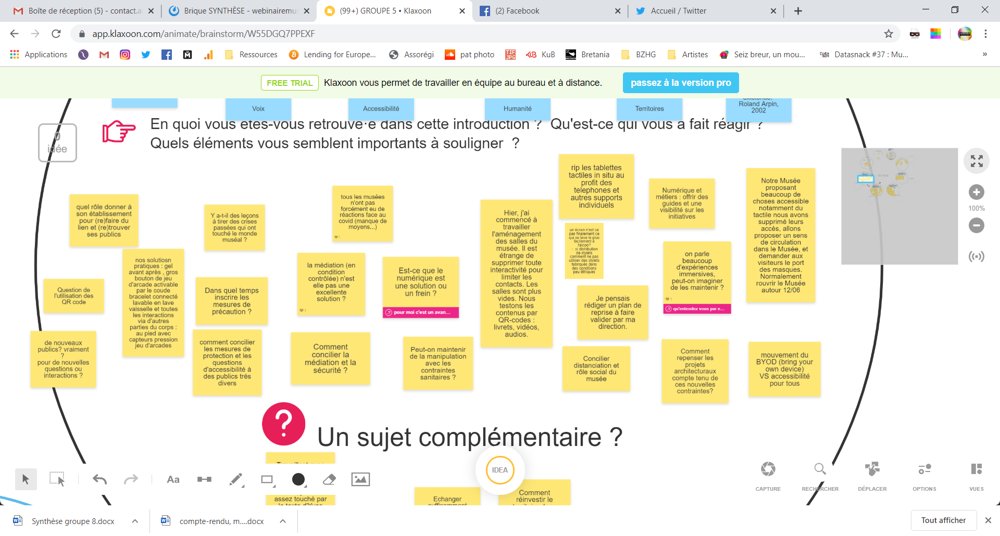 Boîte de réception (5) - contact.a
Brique SYNTHÈSE - webinairemu
(99+) GROUPE 5 • Klaxoon
(2) Facebook
Accueil / Twitter
app.klaxoon.com/animate/brainstorm/W55DGQ7PPEXF
Applications
Ressources
Lending for Europe...
Assorégi
pat photo
KuB
Bretania
BZHG
Artistes
Seiz breur, un mou...
Datasnack #37 : Mu...
FREE TRIAL
Klaxoon vous permet de travailler en équipe au bureau et à distance.
passez à la version pro
Voix
Accessibilité
Humanité
Territoires
Roland Arpin,
2002
0
idée
En quoi vous êtes-vous retrouvé·e dans cette introduction ? Qu'est-ce qui vous a fait réagir ?
Quels éléments vous semblent importants à souligner ?
quel rôle donner à
son établissement
pour (re)faire du
lien et (re)trouver
ses publics
Y a-t-il des leçons
à tirer des crises
passées qui ont
touché le monde
muséal ?
tous les musées
n'ont pas
forcément eu de
réactions face au
covid (manque de
moyens...)
1
Hier, j'ai
commencé à
travailler
l'aménagement
des salles du
musée. Il est
étrange de
supprimer toute
interactivité pour
limiter les
contacts. Les
salles sont plus
vides. Nous
testons les
contenus par
QR-codes :
livrets, vidéos,
audios.
rip les tablettes
tactiles in situ au
profit des
telephones et
autres supports
individuels
Numérique et
métiers : offrir des
guides et une
visibilité sur les
initiatives
Notre Musée
proposant
beaucoup de
choses accessible
notamment du
tactile nous avons
supprimé leurs
accès, allons
proposer un sens
de circulation
dans le Musée, et
demander aux
visiteurs le port
des masques.
Normalement
rouvrir le Musée
autour 12/06
un écran n'est ce
pas finalement ce
qui se lave le plus
facilement à
l'alcoo?
- si distribution
de stylets
comment ne pas
utiliser des stylets
fabriqués dans
des conditions
peu éthiques
nos solutiosn
pratiques : gel
avant après , gros
bouton de jeu
d'arcade activable
par le coude
bracelet connecté
lavable en lave
vaisselle et toutes
les interactions
via d'autres
parties du corps :
au pied avec
capteurs pression
jeu d'arcades
la médiation (en
condition
contrôlée) n'est
elle pas une
excellente
solution ?
1
Est-ce que le
numérique est
une solution ou
un frein ?
pour moi c'est un avan...
on parle
beaucoup
d'expériences
immersives,
peut-on imaginer
de les maintenir ?
1
qu'entendez vous par e...
Question de
l'utilisation des
QR code
Dans quel temps
inscrire les
mesures de
précaution ?
Je pensais
rédiger un plan de
reprise à faire
valider par ma
direction.
de nouveaux
publics? vraiment
?
pour de nouvelles
questions ou
interactions ?
comment concilier
les mesures de
protection et les
questions
d'accessibilité à
des publics trés
divers
Comment
concilier la
médiation et la
sécurité ?
Peut-on maintenir
de la manipulation
avec les
contraintes
sanitaires ?
Concilier
distanciation et
rôle social du
musée
Comment
repenser les
projets
architecturaux
compte tenu de
ces nouvelles
contraintes?
mouvement du
BYOD (bring your
own device)
VS accessibilité
pour tous
100%
?
Un sujet complémentaire ?
IDEA
Aa
assez touché par
Echanger
Comment
réinvestir le
CAPTURE
RECHERCHER
DÉPLACER
OPTIONS
VUES
Synthèse groupe 8.docx
compte-rendu, m....docx
Tout afficher